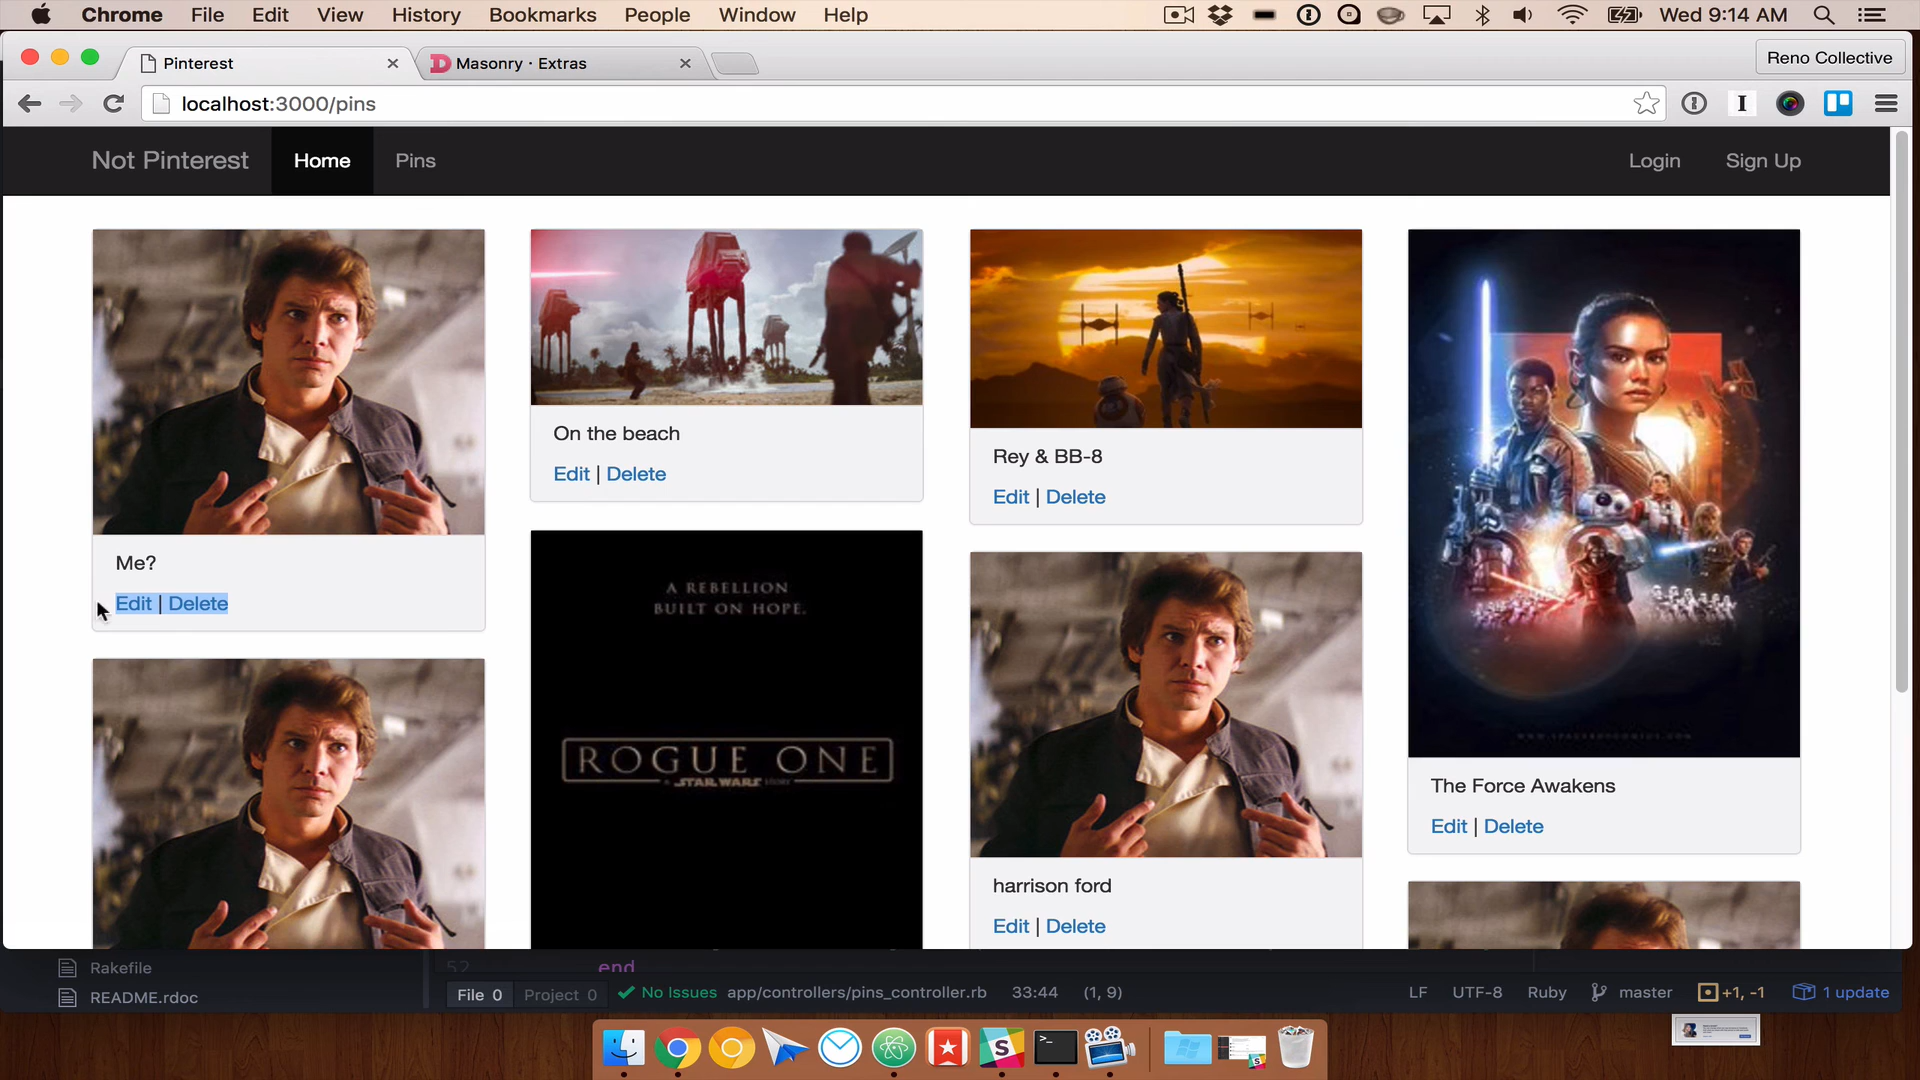 Chrome File Edit View History Bookmarks People Window Help Wed 9:14 AM
Pinterest
Masonry · Extras
Reno Collective
localhost:3000/pins
Not Pinterest Home Pins Login Sign Up
Me?
Edit | Delete
On the beach
Edit | Delete
A REBELLION
BUILT ON HOPE.
ROGUE ONE
A STAR WARS STORY
Rey & BB-8
Edit | Delete
harrison ford
Edit | Delete
The Force Awakens
Edit | Delete
Rakefile
README.rdoc
52 end
File 0 Project 0 No Issues app/controllers/pins_controller.rb 33:44 (1, 9) LF UTF-8 Ruby master +1, -1 1 update